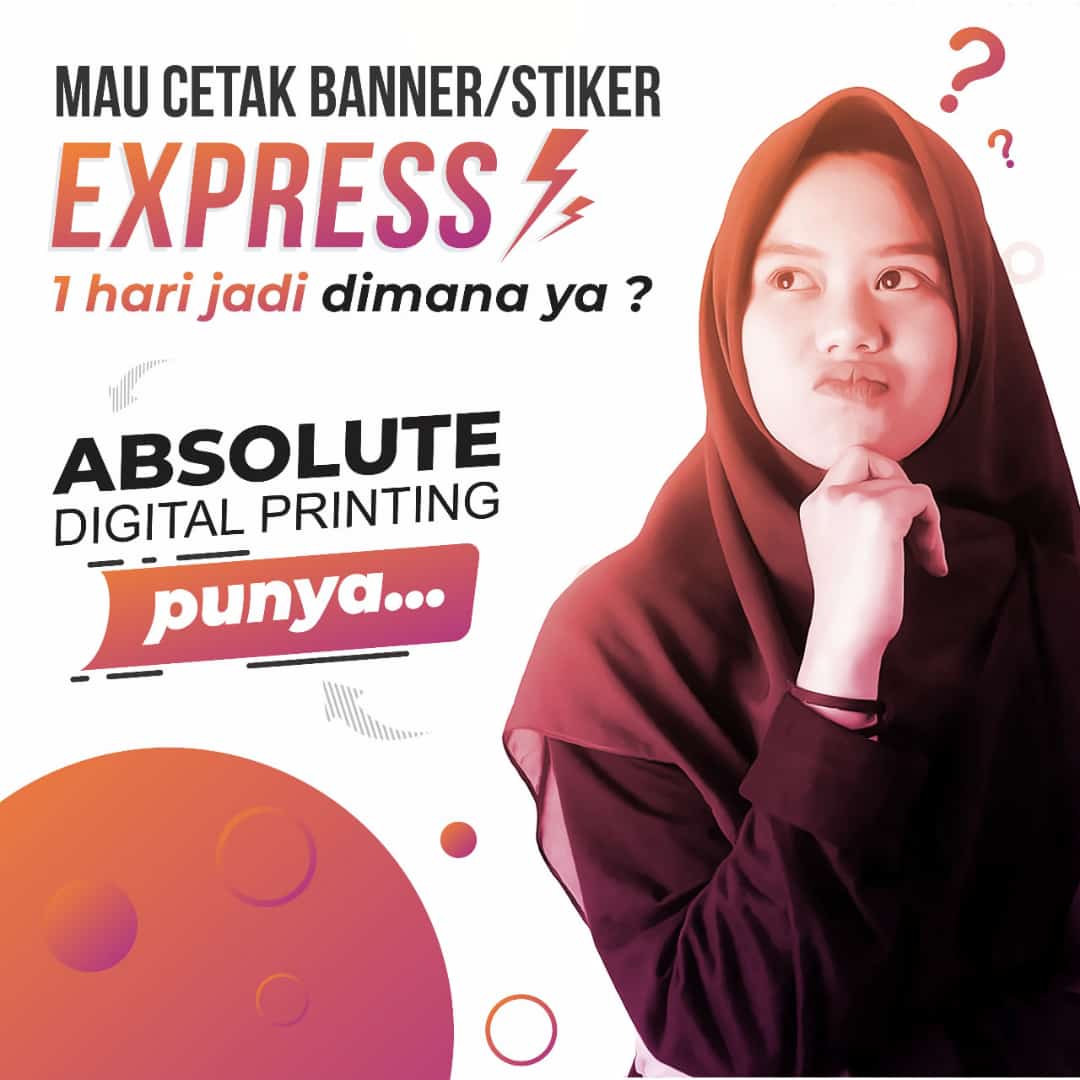 MAU CETAK BANNER/STIKER
EXPRESS
1 hari jadi dimana ya ?
ABSOLUTE
DIGITAL PRINTING
punya...